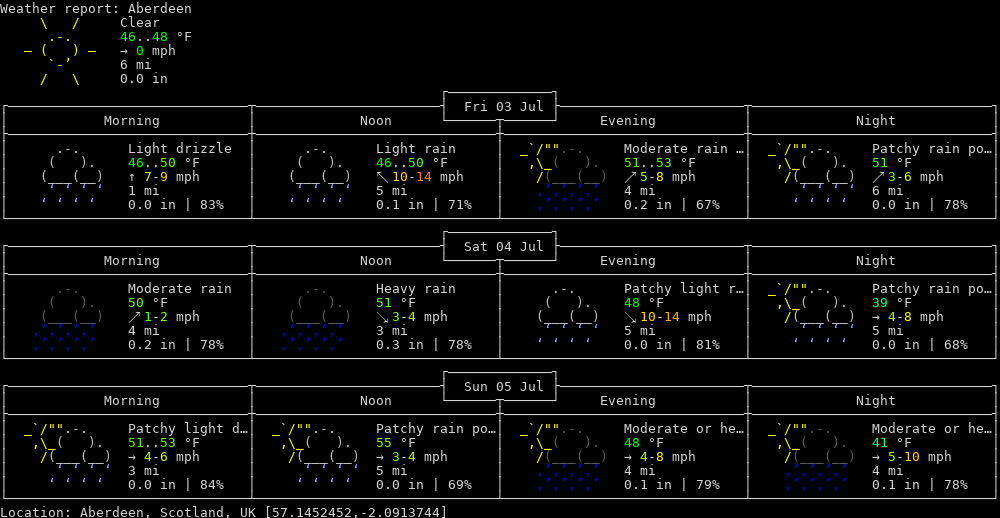 Weather report: Aberdeen
Clear
46..48 °F
→ 0 mph
6 mi
0.0 in
Fri 03 Jul
Morning Noon Evening Night
Light drizzle Light rain Moderate rain … Patchy rain po…
46..50 °F 46..50 °F 51..53 °F 51 °F
↑ 7-9 mph ↖ 10-14 mph ↗ 5-8 mph ↗ 3-6 mph
1 mi 5 mi 4 mi 6 mi
0.0 in | 83% 0.1 in | 71% 0.2 in | 67% 0.0 in | 78%
Sat 04 Jul
Morning Noon Evening Night
Moderate rain Heavy rain Patchy light r… Patchy rain po…
50 °F 51 °F 48 °F 39 °F
↗ 1-2 mph ↘ 3-4 mph ↘ 10-14 mph → 4-8 mph
4 mi 3 mi 5 mi 5 mi
0.2 in | 78% 0.3 in | 78% 0.0 in | 81% 0.0 in | 68%
Sun 05 Jul
Morning Noon Evening Night
Patchy light d… Patchy rain po… Moderate or he… Moderate or he…
51..53 °F 55 °F 48 °F 41 °F
→ 4-6 mph → 3-4 mph → 4-8 mph → 5-10 mph
3 mi 5 mi 4 mi 4 mi
0.0 in | 84% 0.0 in | 69% 0.1 in | 79% 0.1 in | 78%
Location: Aberdeen, Scotland, UK [57.1452452,-2.0913744]